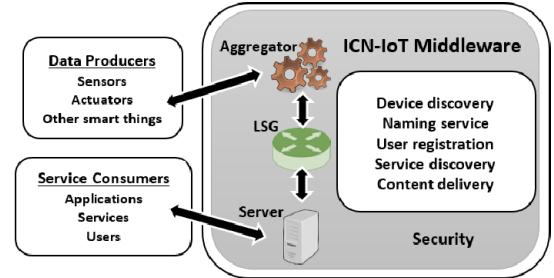 Data Producers
Sensors
Actuators
Other smart things
Service Consumers
Applications
Services
Users
ICN-IoT Middleware
Aggregator
LSG
Server
Device discovery
Naming service
User registration
Service discovery
Content delivery
Security